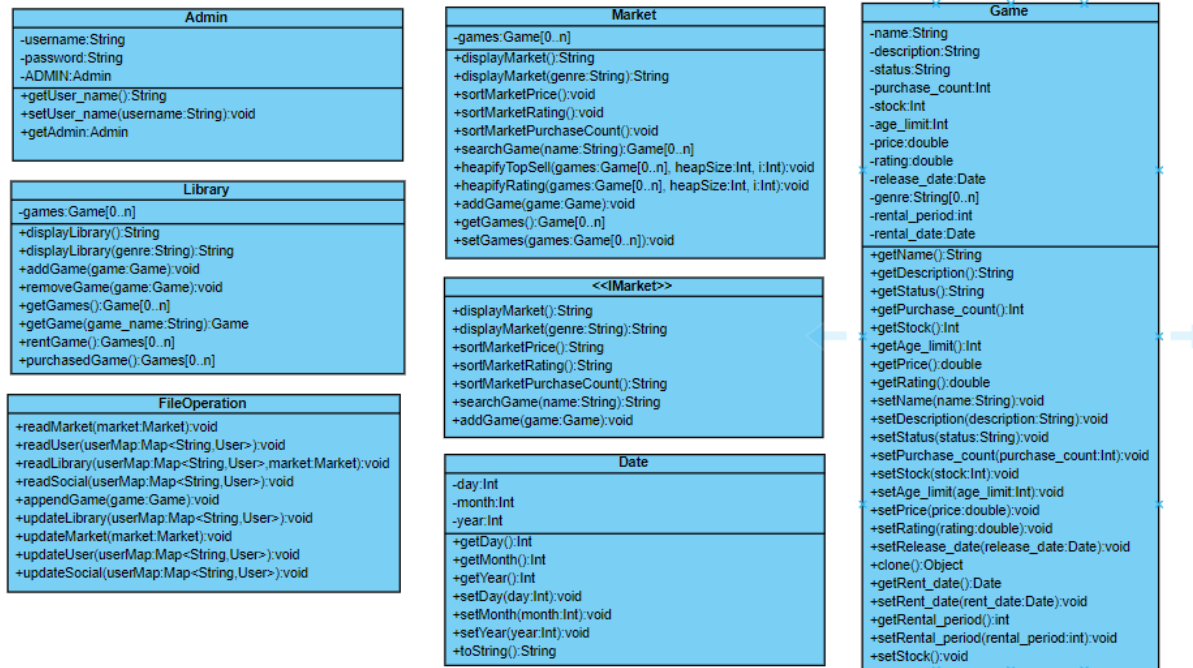 Admin
-username:String
-password:String
-ADMIN:Admin
+getUser_name():String
+setUser_name(username:String):void
+getAdmin:Admin
Library
-games:Game[0..n]
+displayLibrary():String
+displayLibrary(genre:String):String
+addGame(game:Game):void
+removeGame(game:Game):void
+getGames():Game[0..n]
+getGame(game_name:String):Game
+rentGame():Games[0..n]
+purchasedGame():Games[0..n]
FileOperation
+readMarket(market:Market):void
+readUser(userMap:Map<String,User>):void
+readLibrary(userMap:Map<String,User>,market:Market):void
+readSocial(userMap:Map<String,User>):void
+appendGame(game:Game):void
+updateLibrary(userMap:Map<String,User>):void
+updateMarket(market:Market):void
+updateUser(userMap:Map<String,User>):void
+updateSocial(userMap:Map<String,User>):void
Market
-games:Game[0..n]
+displayMarket():String
+displayMarket(genre:String):String
+sortMarketPrice():void
+sortMarketRating():void
+sortMarketPurchaseCount():void
+searchGame(name:String):Game[0..n]
+heapifyTopSell(games:Game[0..n], heapSize:Int, i:Int):void
+heapifyRating(games:Game[0..n], heapSize:Int, i:Int):void
+addGame(game:Game):void
+getGames():Game[0..n]
+setGames(games:Game[0..n]):void
<<IMarket>>
+displayMarket():String
+displayMarket(genre:String):String
+sortMarketPrice():String
+sortMarketRating():String
+sortMarketPurchaseCount():String
+searchGame(name:String):String
+addGame(game:Game):void
Date
-day:Int
-month:Int
-year:Int
+getDay():Int
+getMonth():Int
+getYear():Int
+setDay(day:Int):void
+setMonth(month:Int):void
+setYear(year:Int):void
+toString():String
Game
-name:String
-description:String
-status:String
-purchase_count:Int
-stock:Int
-age_limit:Int
-price:double
-rating:double
-release_date:Date
-genre:String[0..n]
-rental_period:int
-rental_date:Date
+getName():String
+getDescription():String
+getStatus():String
+getPurchase_count():Int
+getStock():Int
+getAge_limit():Int
+getPrice():double
+getRating():double
+setName(name:String):void
+setDescription(description:String):void
+setStatus(status:String):void
+setPurchase_count(purchase_count:Int):void
+setStock(stock:Int):void
+setAge_limit(age_limit:Int):void
+setPrice(price:double):void
+setRating(rating:double):void
+setRelease_date(release_date:Date):void
+clone():Object
+getRent_date():Date
+setRent_date(rent_date:Date):void
+getRental_period():int
+setRental_period(rental_period:int):void
+setStock():void